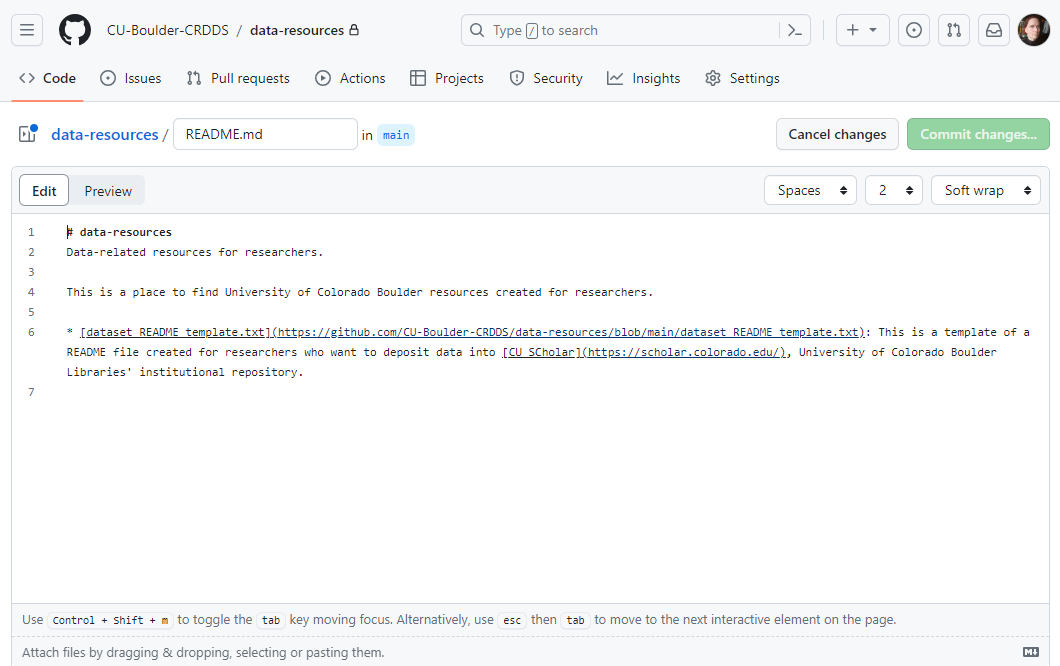 CU-Boulder-CRDDS / data-resources
Type / to search
Code Issues Pull requests Actions Projects Security Insights Settings
data-resources / README.md in main
Cancel changes Commit changes...
Edit Preview Spaces 2 Soft wrap
1 # data-resources
2 Data-related resources for researchers.
3
4 This is a place to find University of Colorado Boulder resources created for researchers.
5
6 * [dataset_README_template.txt](https://github.com/CU-Boulder-CRDDS/data-resources/blob/main/dataset_README_template.txt): This is a template of a
README file created for researchers who want to deposit data into [CU SCholar](https://scholar.colorado.edu/), University of Colorado Boulder
Libraries' institutional repository.
7
Use Control + Shift + m to toggle the tab key moving focus. Alternatively, use esc then tab to move to the next interactive element on the page.
Attach files by dragging & dropping, selecting or pasting them.